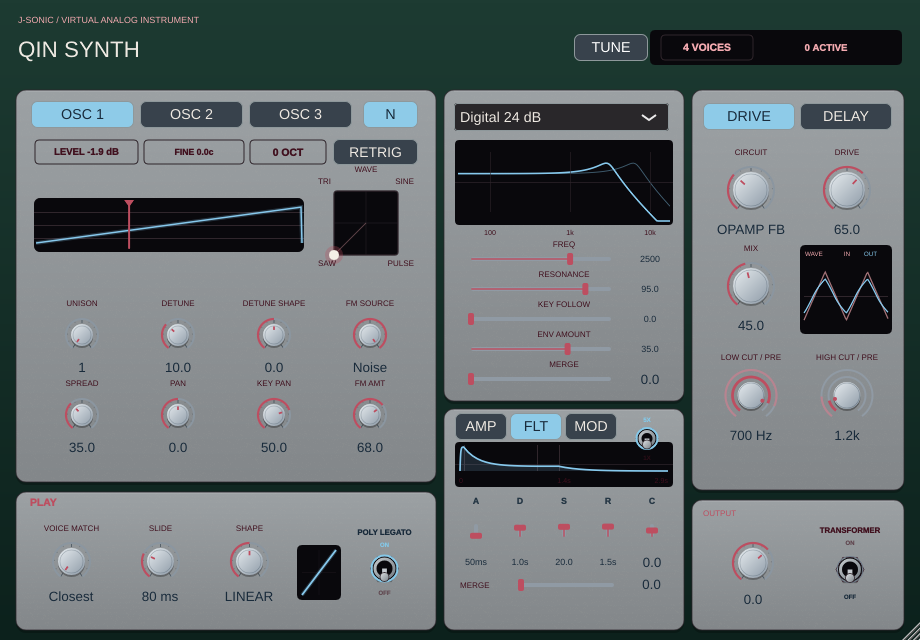 J-SONIC / VIRTUAL ANALOG INSTRUMENT
QIN SYNTH
TUNE
4 VOICES
0 ACTIVE
OSC 1
OSC 2
OSC 3
N
LEVEL -1.9 dB
FINE 0.0c
0 OCT
RETRIG
WAVE
TRI
SINE
SAW
PULSE
UNISON
DETUNE
DETUNE SHAPE
FM SOURCE
1
10.0
0.0
Noise
SPREAD
PAN
KEY PAN
FM AMT
35.0
0.0
50.0
68.0
PLAY
VOICE MATCH
SLIDE
SHAPE
POLY LEGATO
ON
OFF
Closest
80 ms
LINEAR
Digital 24 dB
100
1k
10k
FREQ
2500
RESONANCE
95.0
KEY FOLLOW
0.0
ENV AMOUNT
35.0
MERGE
0.0
AMP
FLT
MOD
A
D
S
R
C
50ms
1.0s
20.0
1.5s
0.0
MERGE
0.0
DRIVE
DELAY
CIRCUIT
DRIVE
OPAMP FB
65.0
MIX
45.0
WAVE
IN
OUT
LOW CUT / PRE
HIGH CUT / PRE
700 Hz
1.2k
OUTPUT
0.0
TRANSFORMER
ON
OFF